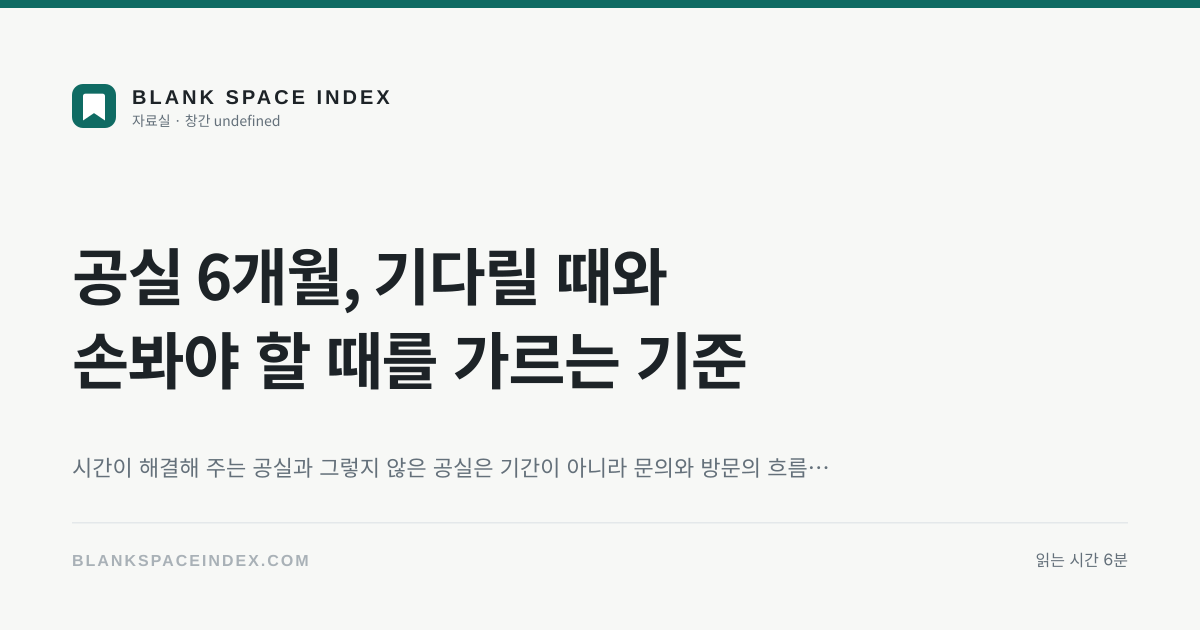 BLANK SPACE INDEX
자료실 · 창간 undefined
공실 6개월, 기다릴 때와
손봐야 할 때를 가르는 기준
시간이 해결해 주는 공실과 그렇지 않은 공실은 기간이 아니라 문의와 방문의 흐름…
BLANKSPACEINDEX.COM
읽는 시간 6분